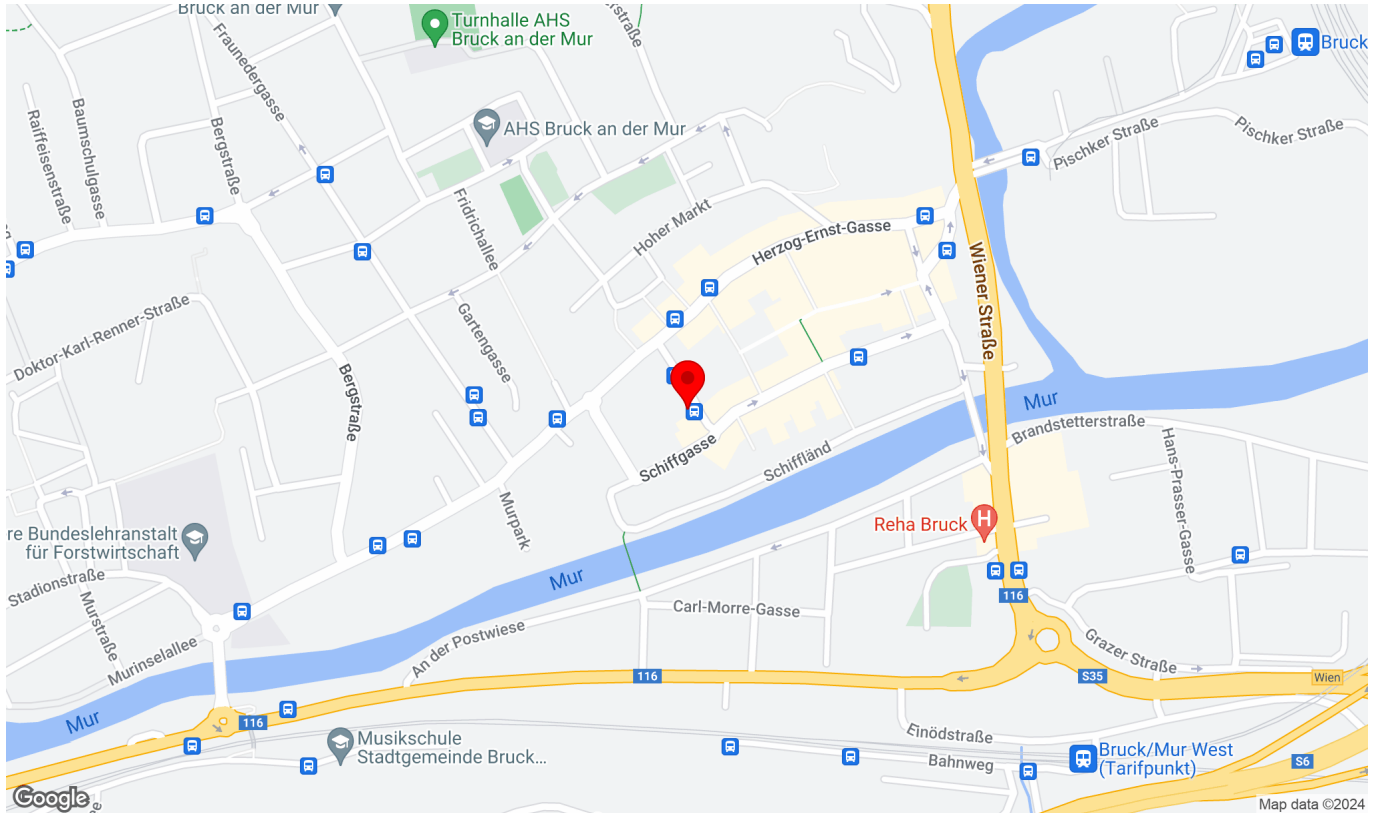 Bruck an der Mur
Turnhalle AHS
Bruck an der Mur
Bruck
Fraunedergasse
Baumschulgasse
Raiffeisenstraße
Bergstraße
AHS Bruck an der Mur
Pischker Straße
Pischker Straße
Fridrichallee
Hoher Markt
Herzog-Ernst-Gasse
Wiener Straße
Doktor-Karl-Renner-Straße
Gartengasse
Bergstraße
Mur
Brandstetterstraße
Schiffgasse
Schiffländ
Hans-Prasser-Gasse
Murpark
Reha Bruck
H
re Bundeslehranstalt
für Forstwirtschaft
Mur
Stadionstraße
Murstraße
116
Carl-Morre-Gasse
Murinselallee
An der Postwiese
Grazer Straße
116
S35
Wien
Mur
116
Musikschule
Stadtgemeinde Bruck...
Einödstraße
Bahnweg
Bruck/Mur West
(Tarifpunkt)
S6
Google
Map data ©2024